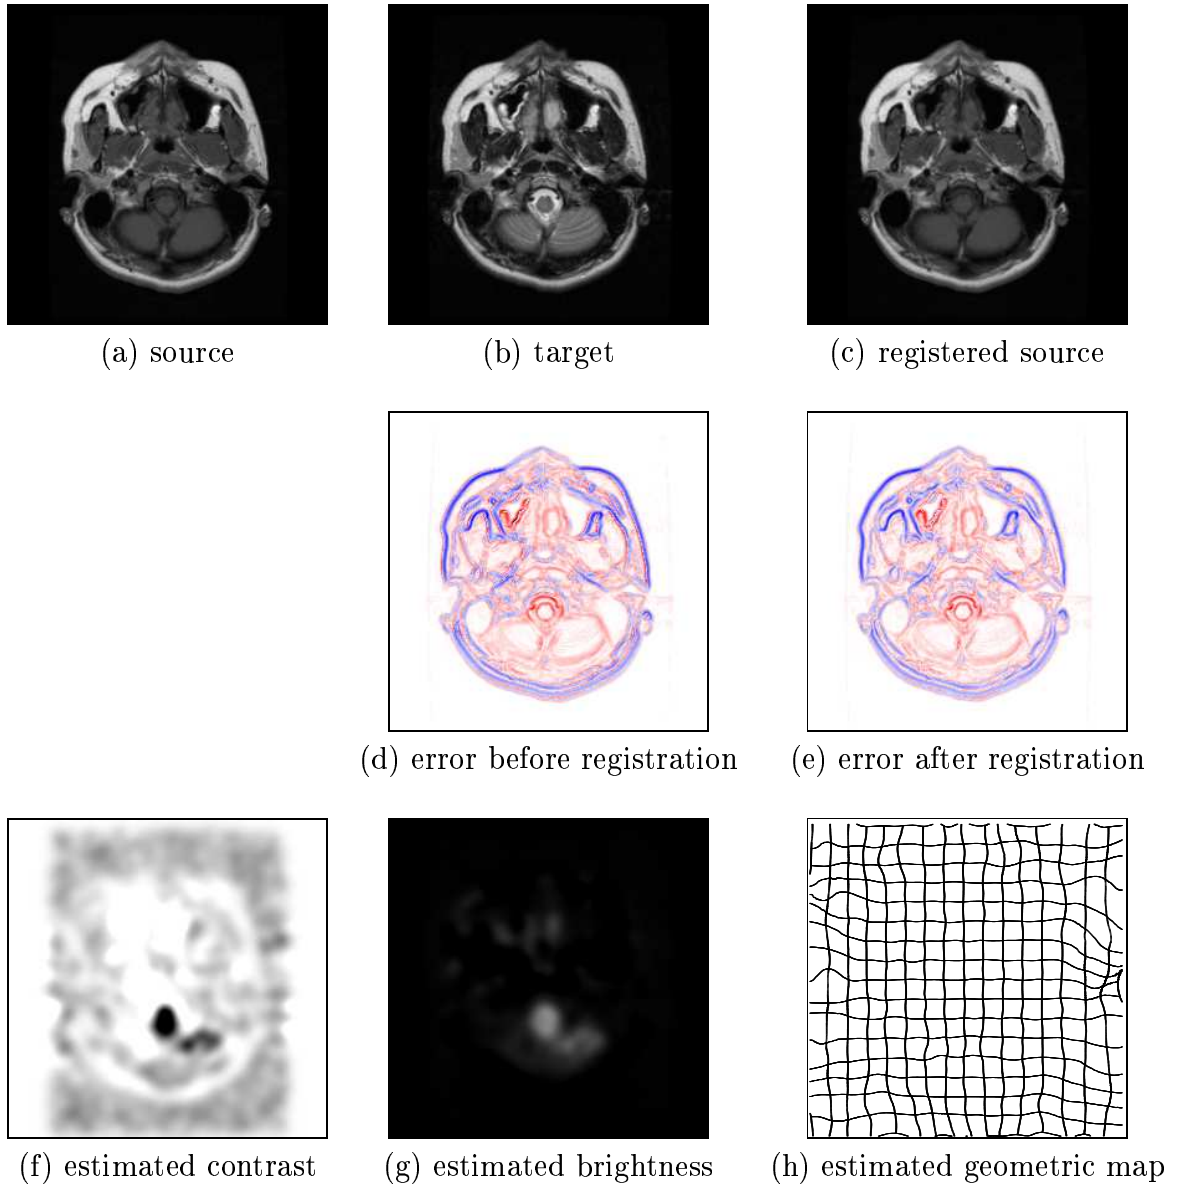 (a) source
(b) target
(c) registered source
(d) error before registration
(e) error after registration
(f) estimated contrast
(g) estimated brightness
(h) estimated geometric map